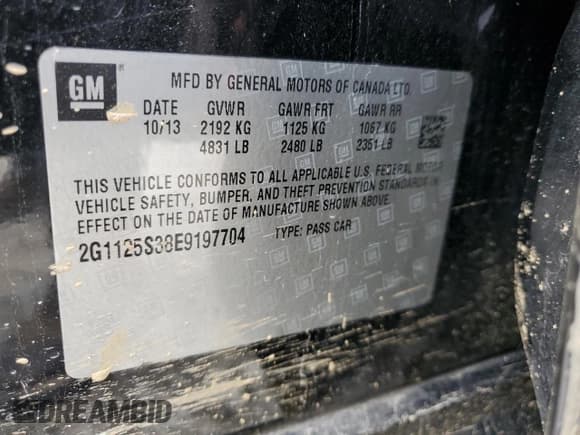 GM
MFD BY GENERAL MOTORS OF CANADA LTD.
DATE GVWR GAWR FRT GAWR RR
10/13 2192 KG 1125 KG 1067 KG
4831 LB 2480 LB 2351 LB
THIS VEHICLE CONFORMS TO ALL APPLICABLE U.S. FEDERAL MOTOR
VEHICLE SAFETY, BUMPER, AND THEFT PREVENTION STANDARDS IN
EFFECT ON THE DATE OF MANUFACTURE SHOWN ABOVE.
2G1125S38E9197704 TYPE: PASS CAR
DREAMBID